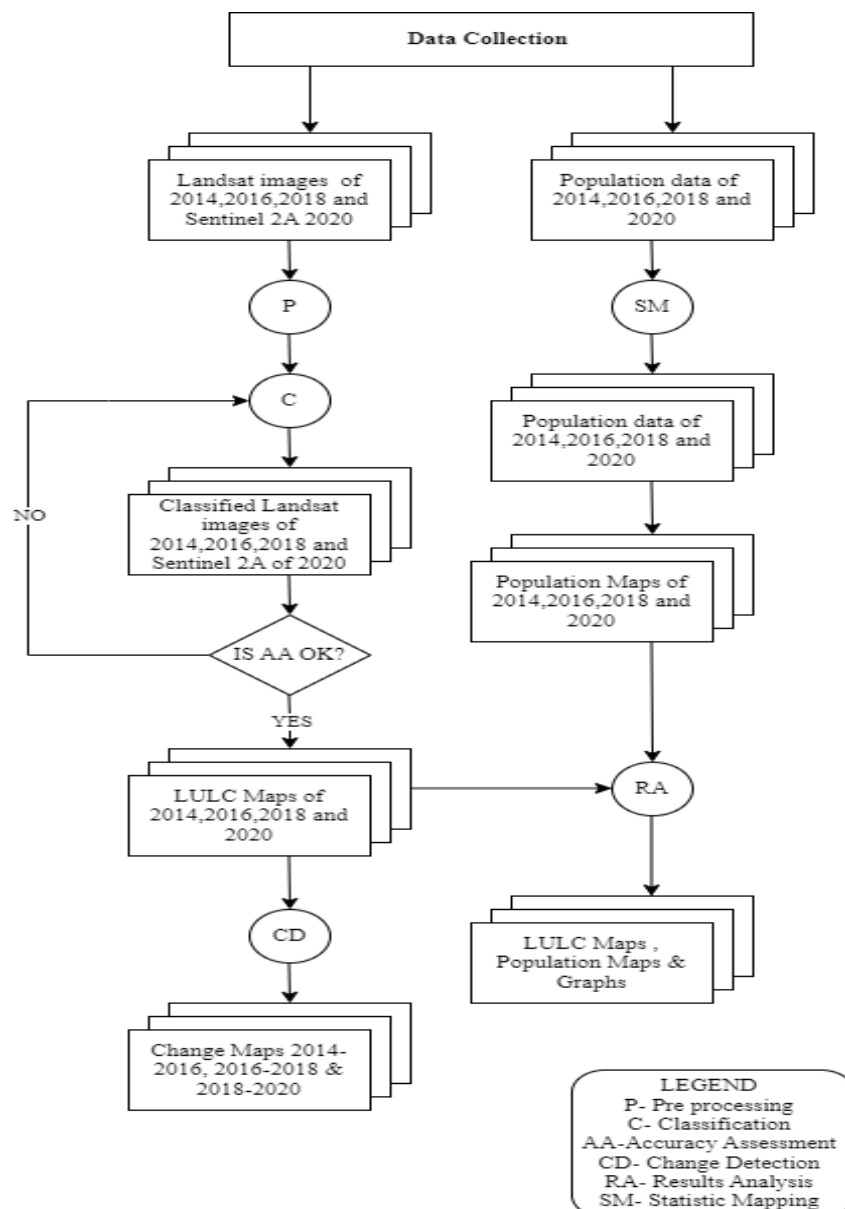 Data Collection
Landsat images of
2014,2016,2018 and
Sentinel 2A 2020
Population data of
2014,2016,2018 and
2020
P
SM
C
Population data of
2014,2016,2018 and
2020
NO
Classified Landsat
images of
2014,2016,2018 and
Sentinel 2A of 2020
Population Maps of
2014,2016,2018 and
2020
IS AA OK?
YES
LULC Maps of
2014,2016,2018 and
2020
RA
CD
LULC Maps ,
Population Maps &
Graphs
Change Maps 2014-
2016, 2016-2018 &
2018-2020
LEGEND
P- Pre processing
C- Classification
AA-Accuracy Assessment
CD- Change Detection
RA- Results Analysis
SM- Statistic Mapping